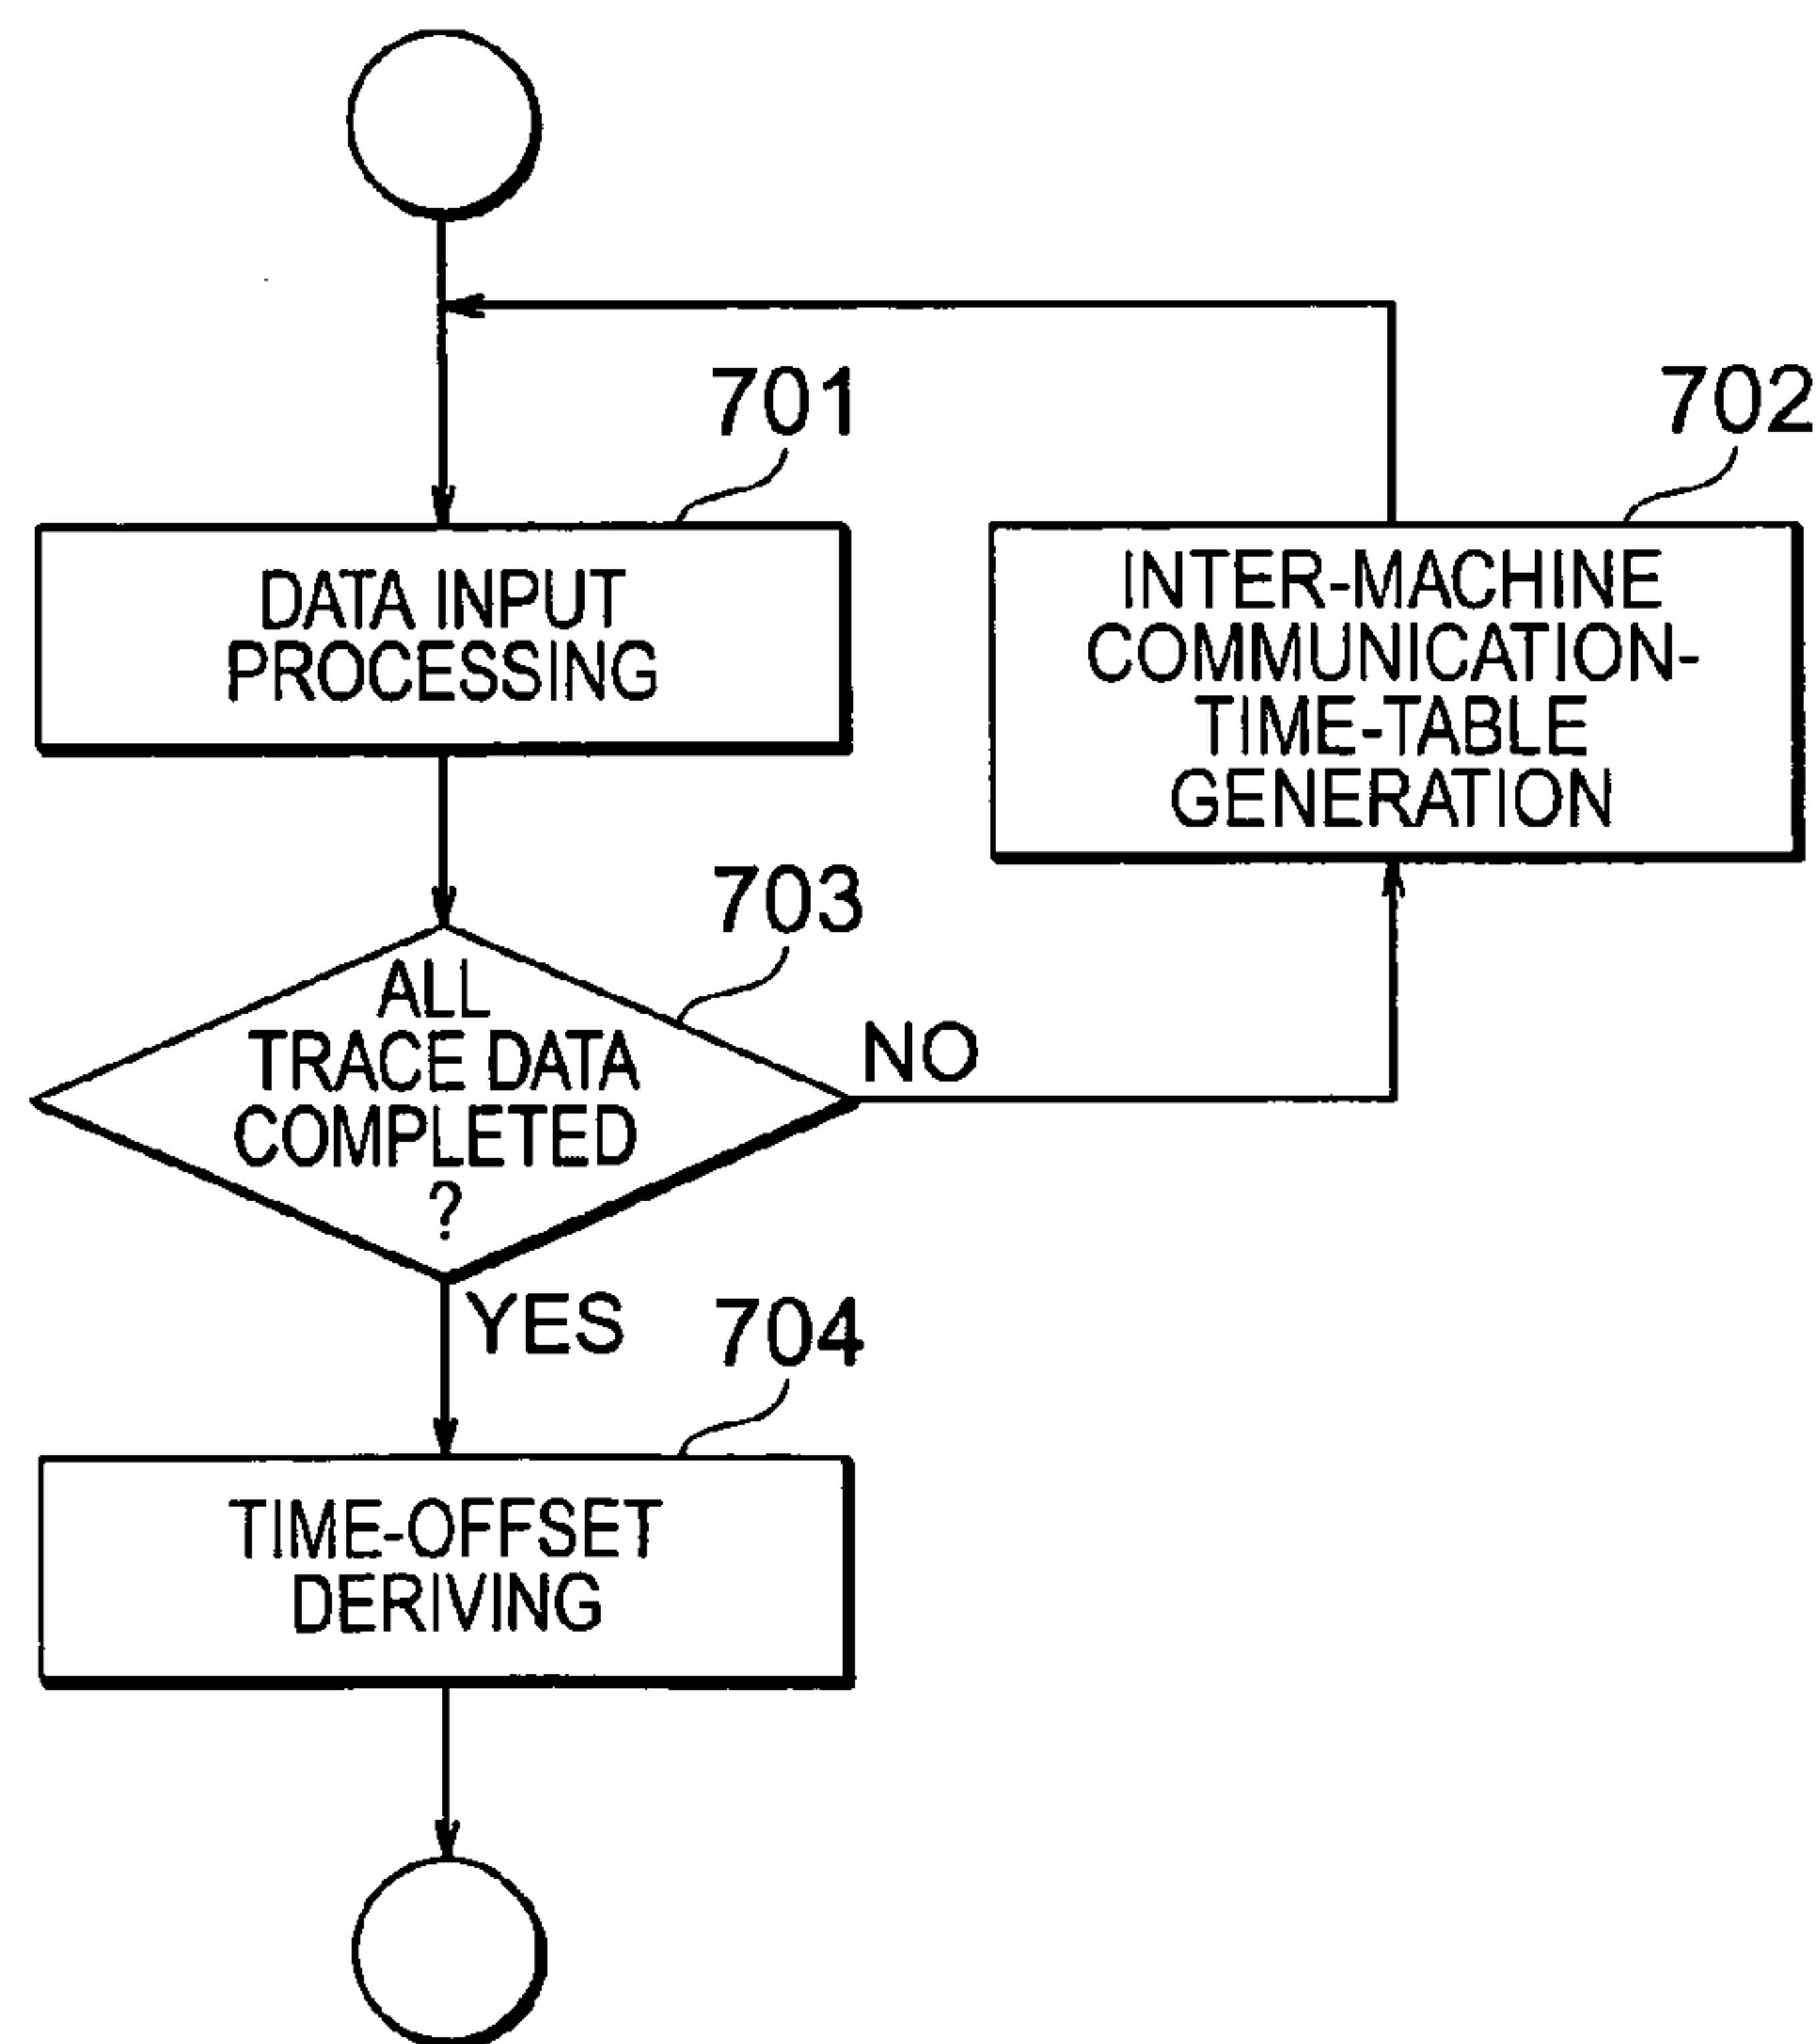 701
DATA INPUT
PROCESSING
702
INTER-MACHINE
COMMUNICATION-
TIME-TABLE
GENERATION
703
ALL
TRACE DATA
COMPLETED
?
NO
YES
704
TIME-OFFSET
DERIVING